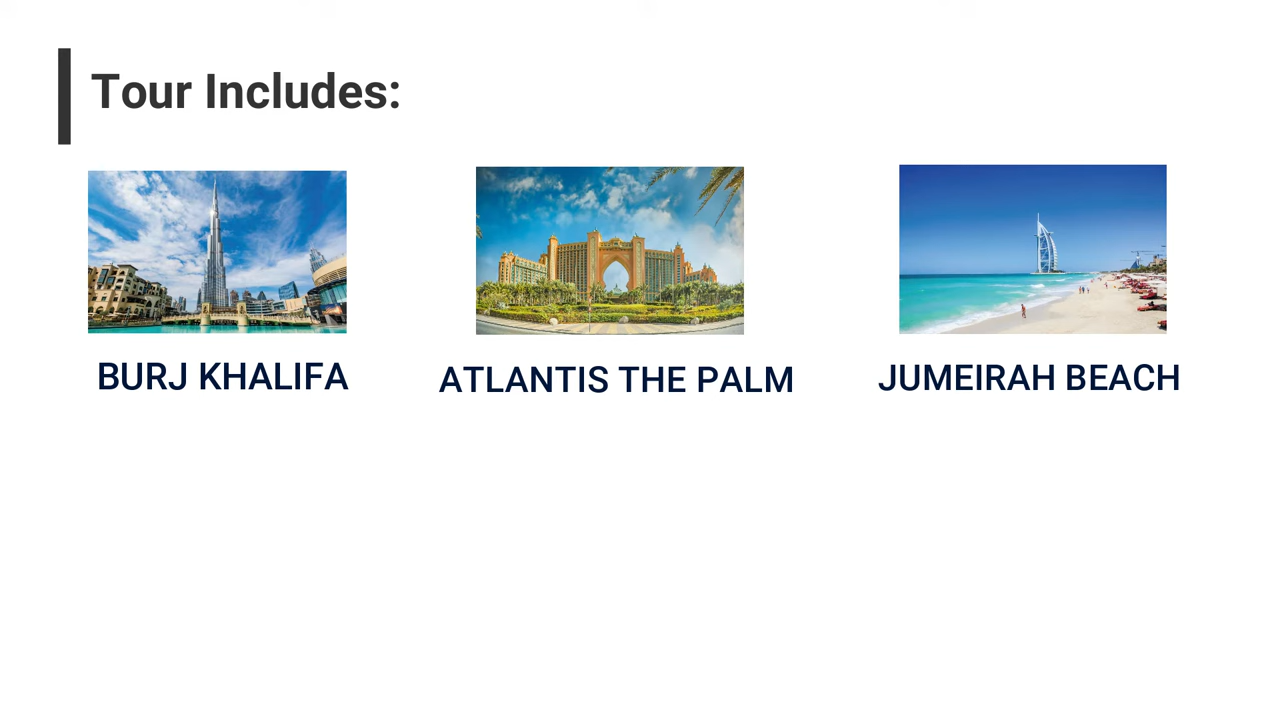 Tour Includes:
BURJ KHALIFA
ATLANTIS THE PALM
JUMEIRAH BEACH